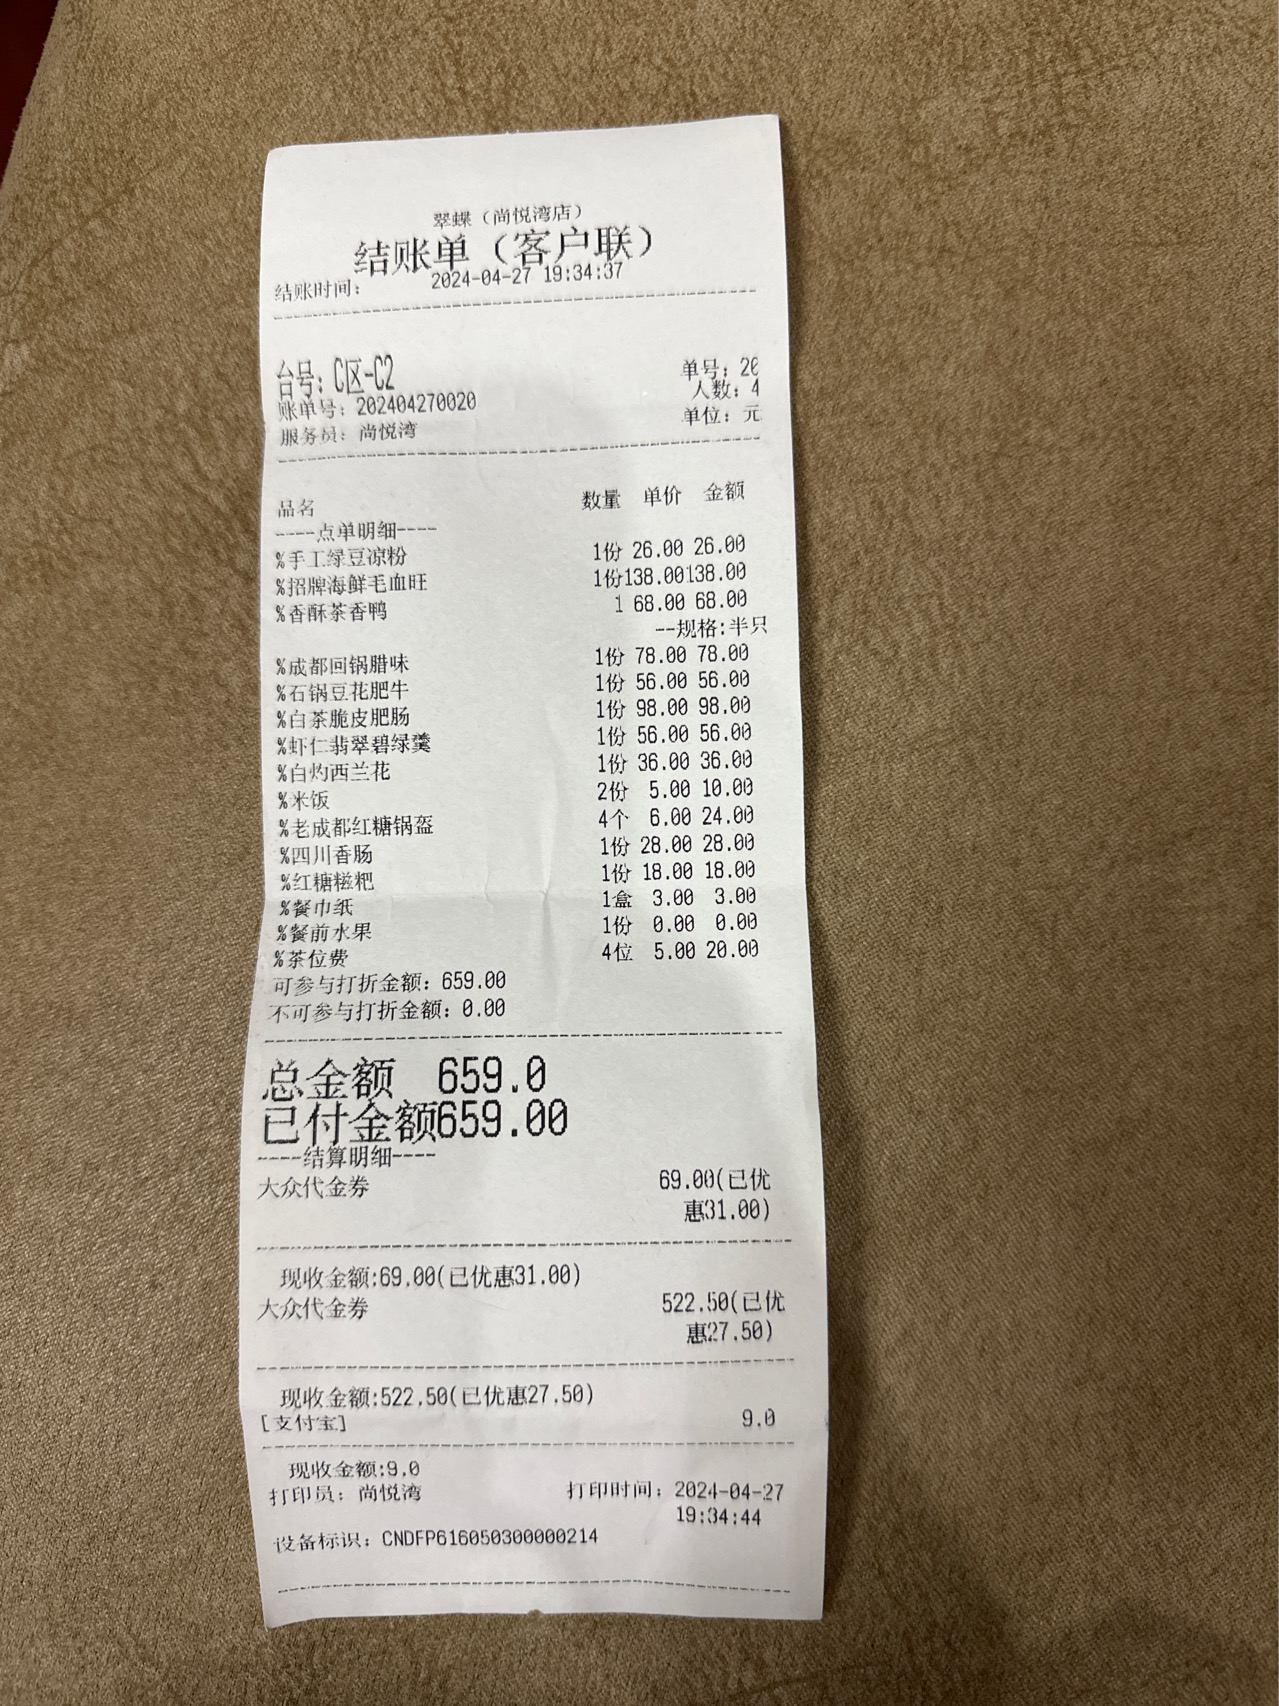 翠蝶（尚悦湾店）
结账单（客户联）
结账时间： 2024-04-27 19:34:37
台号：C区-C2 单号：20
账单号：202404270020 人数：4
服务员：尚悦湾 单位：元
品名 数量 单价 金额
----点单明细----
%手工绿豆凉粉 1份 26.00 26.00
%招牌海鲜毛血旺 1份138.00138.00
%香酥茶香鸭 1 68.00 68.00
--规格:半只
%成都回锅腊味 1份 78.00 78.00
%石锅豆花肥牛 1份 56.00 56.00
%白茶脆皮肥肠 1份 98.00 98.00
%虾仁翡翠碧绿羹 1份 56.00 56.00
%白灼西兰花 1份 36.00 36.00
%米饭 2份 5.00 10.00
%老成都红糖锅盔 4个 6.00 24.00
%四川香肠 1份 28.00 28.00
%红糖糍粑 1份 18.00 18.00
%餐巾纸 1盒 3.00 3.00
%餐前水果 1份 0.00 0.00
%茶位费 4位 5.00 20.00
可参与打折金额：659.00
不可参与打折金额：0.00
总金额 659.0
已付金额659.00
----结算明细----
大众代金券 69.00(已优
惠31.00)
现收金额:69.00(已优惠31.00)
大众代金券 522.50(已优
惠27.50)
现收金额:522.50(已优惠27.50)
[支付宝] 9.0
现收金额:9.0
打印员：尚悦湾 打印时间：2024-04-27
19:34:44
设备标识：CNDFP616050300000214